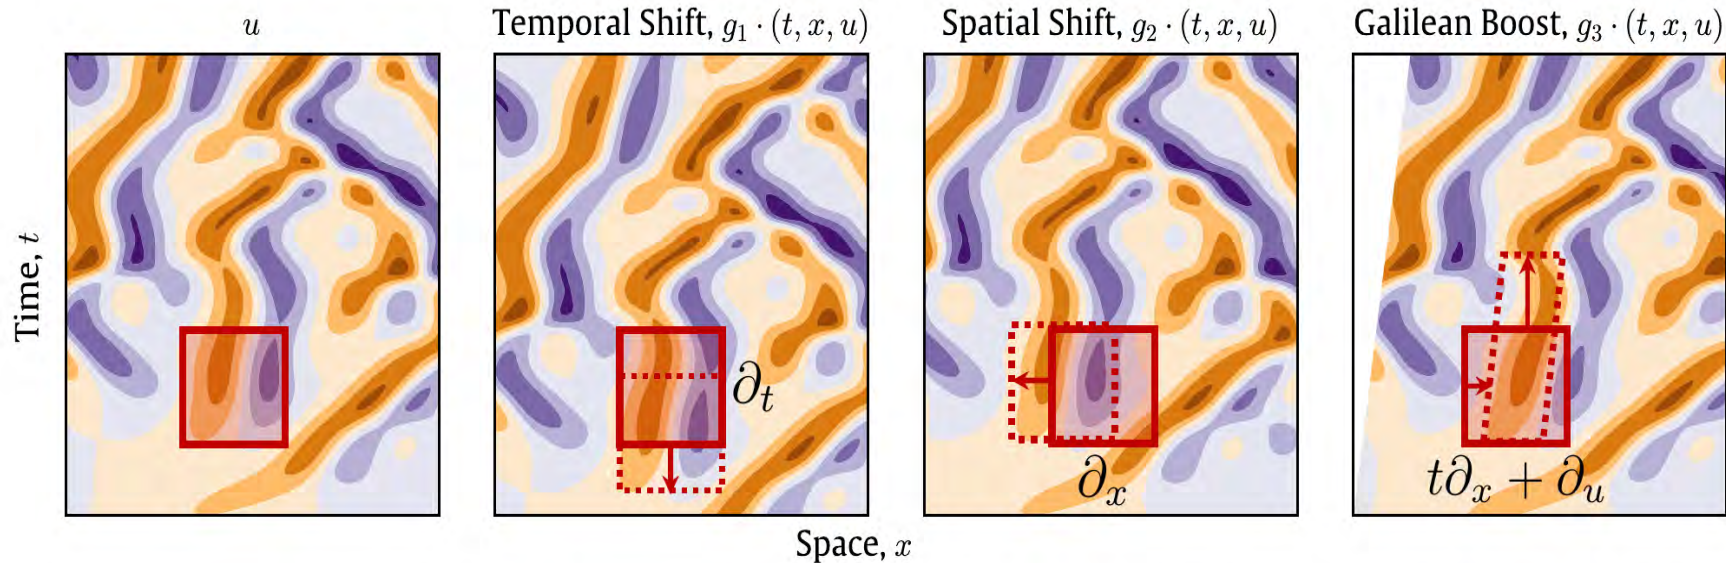 u
Temporal Shift, g₁ · (t, x, u)
Spatial Shift, g₂ · (t, x, u)
Galilean Boost, g₃ · (t, x, u)
Time, t
∂ₜ
∂ₓ
t∂ₓ + ∂ᵤ
Space, x